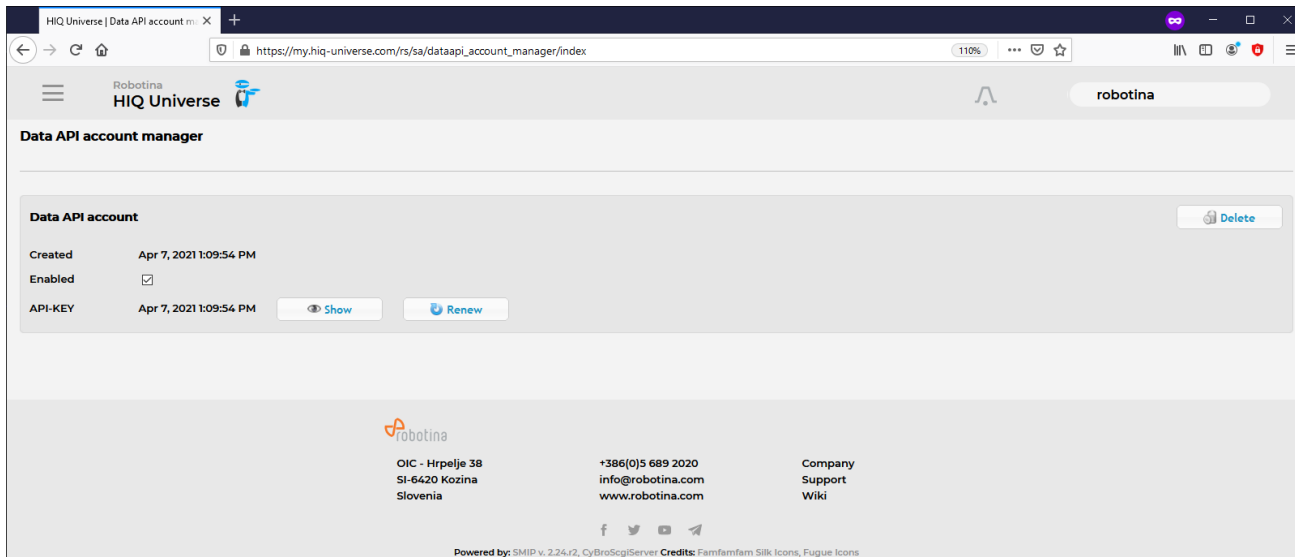 HIQ Universe | Data API account ma
https://my.hiq-universe.com/rs/sa/dataapi_account_manager/index
110%
Robotina
HIQ Universe
robotina
Data API account manager
Data API account
Delete
Created Apr 7, 2021 1:09:54 PM
Enabled
API-KEY Apr 7, 2021 1:09:54 PM Show Renew
robotina
OIC - Hrpelje 38 +386(0)5 689 2020 Company
SI-6420 Kozina info@robotina.com Support
Slovenia www.robotina.com Wiki
Powered by: SMIP v. 2.24.r2, CyBroScgiServer Credits: Famfamfam Silk Icons, Fugue Icons